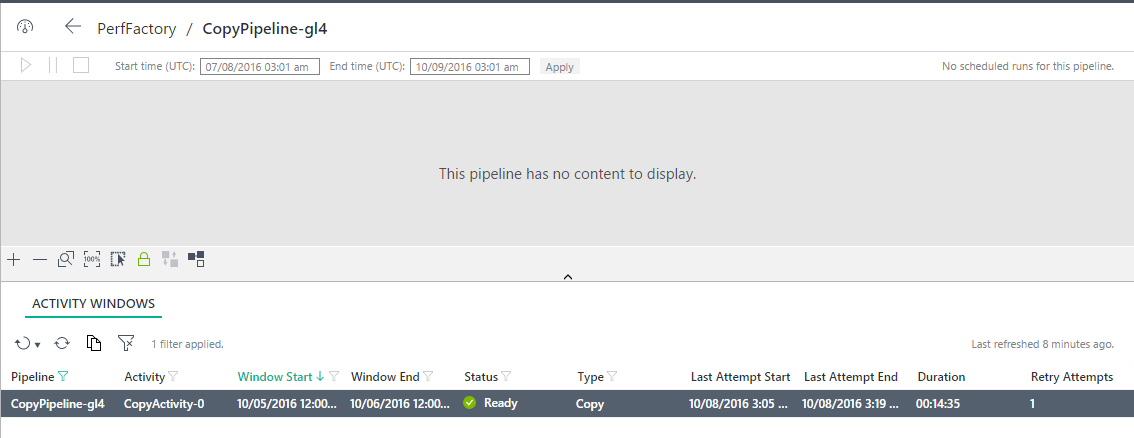 PerfFactory / CopyPipeline-gl4
Start time (UTC): 07/08/2016 03:01 am End time (UTC): 10/09/2016 03:01 am Apply No scheduled runs for this pipeline.
This pipeline has no content to display.
100%
ACTIVITY WINDOWS
1 filter applied. Last refreshed 8 minutes ago.
Pipeline Activity Window Start Window End Status Type Last Attempt Start Last Attempt End Duration Retry Attempts
CopyPipeline-gl4 CopyActivity-0 10/05/2016 12:00... 10/06/2016 12:00... Ready Copy 10/08/2016 3:05 ... 10/08/2016 3:19 ... 00:14:35 1